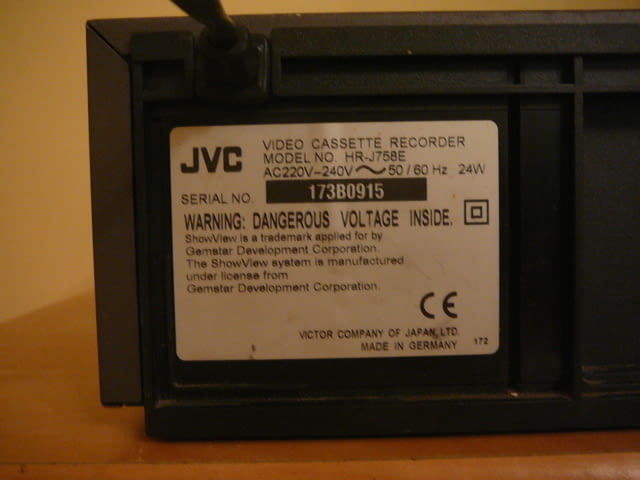 JVC
VIDEO CASSETTE RECORDER
MODEL NO. HR-J758E
AC220V-240V～50/60Hz 24W
SERIAL NO. 173B0915
WARNING: DANGEROUS VOLTAGE INSIDE.
ShowView is a trademark applied for by
Gemstar Development Corporation.
The ShowView system is manufactured
under license from
Gemstar Development Corporation.
CE
VICTOR COMPANY OF JAPAN, LTD.
MADE IN GERMANY 172